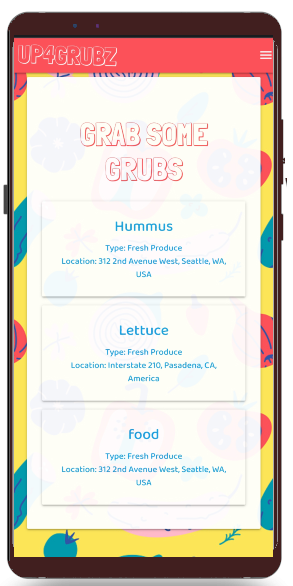 UP4GRUBZ
GRAB SOME
GRUBS
Hummus
Type: Fresh Produce
Location: 312 2nd Avenue West, Seattle, WA,
USA
Lettuce
Type: Fresh Produce
Location: Interstate 210, Pasadena, CA,
America
food
Type: Fresh Produce
Location: 312 2nd Avenue West, Seattle, WA,
USA